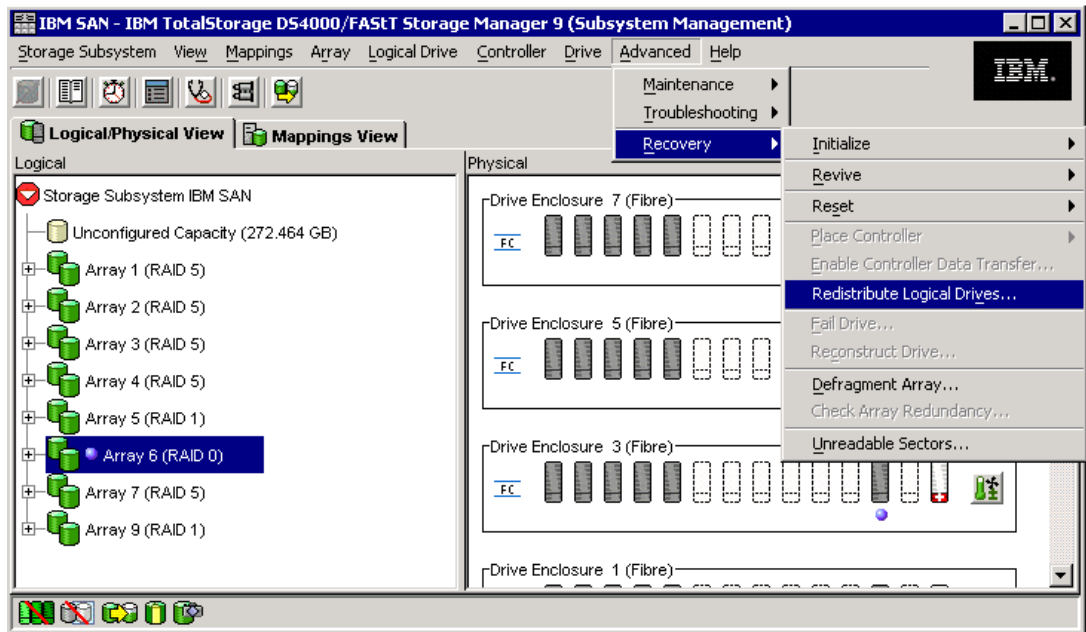 IBM SAN - IBM TotalStorage DS4000/FAStT Storage Manager 9 (Subsystem Management)
Storage Subsystem View Mappings Array Logical Drive Controller Drive Advanced Help
IBM.
Maintenance
Troubleshooting
Recovery
Initialize
Revive
Reset
Place Controller
Enable Controller Data Transfer...
Redistribute Logical Drives...
Fail Drive...
Reconstruct Drive...
Defragment Array...
Check Array Redundancy...
Unreadable Sectors...
Logical/Physical View Mappings View
Logical
Storage Subsystem IBM SAN
Unconfigured Capacity (272.464 GB)
Array 1 (RAID 5)
Array 2 (RAID 5)
Array 3 (RAID 5)
Array 4 (RAID 5)
Array 5 (RAID 1)
Array 6 (RAID 0)
Array 7 (RAID 5)
Array 9 (RAID 1)
Physical
Drive Enclosure 7 (Fibre)
FC
Drive Enclosure 5 (Fibre)
FC
Drive Enclosure 3 (Fibre)
FC
Drive Enclosure 1 (Fibre)